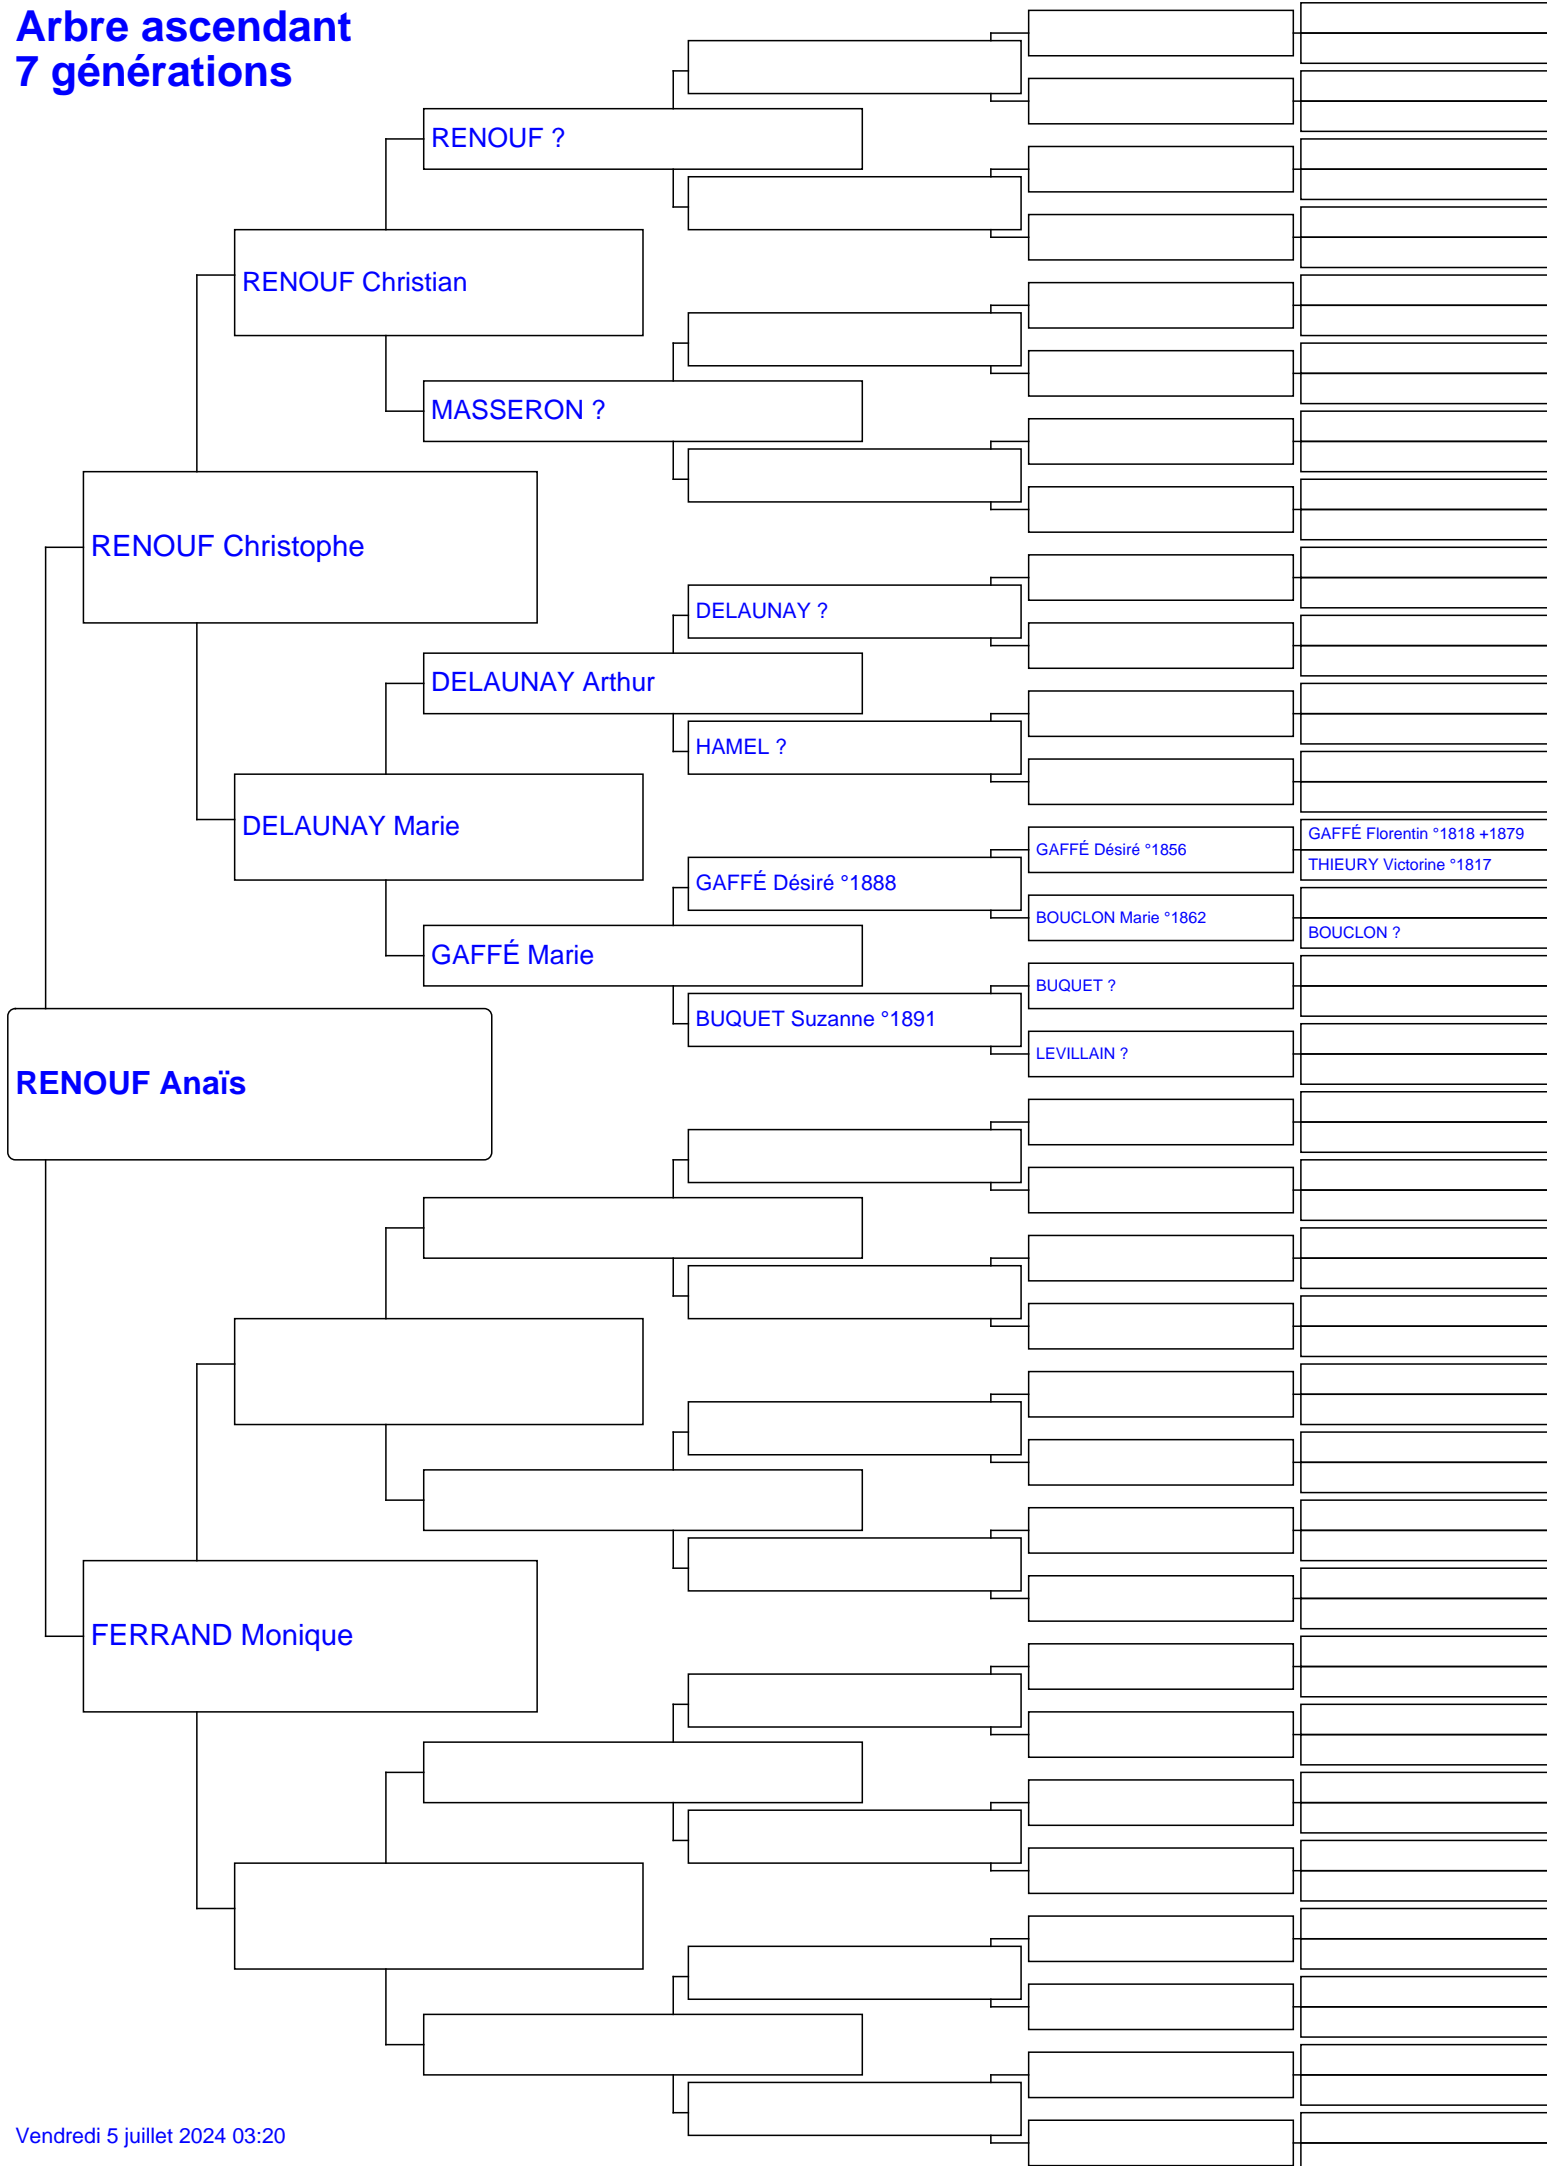 Arbre ascendant
7 générations
RENOUF ?
RENOUF Christian
MASSERON ?
RENOUF Christophe
DELAUNAY ?
DELAUNAY Arthur
HAMEL ?
DELAUNAY Marie
GAFFÉ Florentin °1818 +1879
GAFFÉ Désiré °1856
THIEURY Victorine °1817
GAFFÉ Désiré °1888
BOUCLON Marie °1862
BOUCLON ?
GAFFÉ Marie
BUQUET ?
BUQUET Suzanne °1891
LEVILLAIN ?
RENOUF Anaïs
FERRAND Monique
Vendredi 5 juillet 2024 03:20